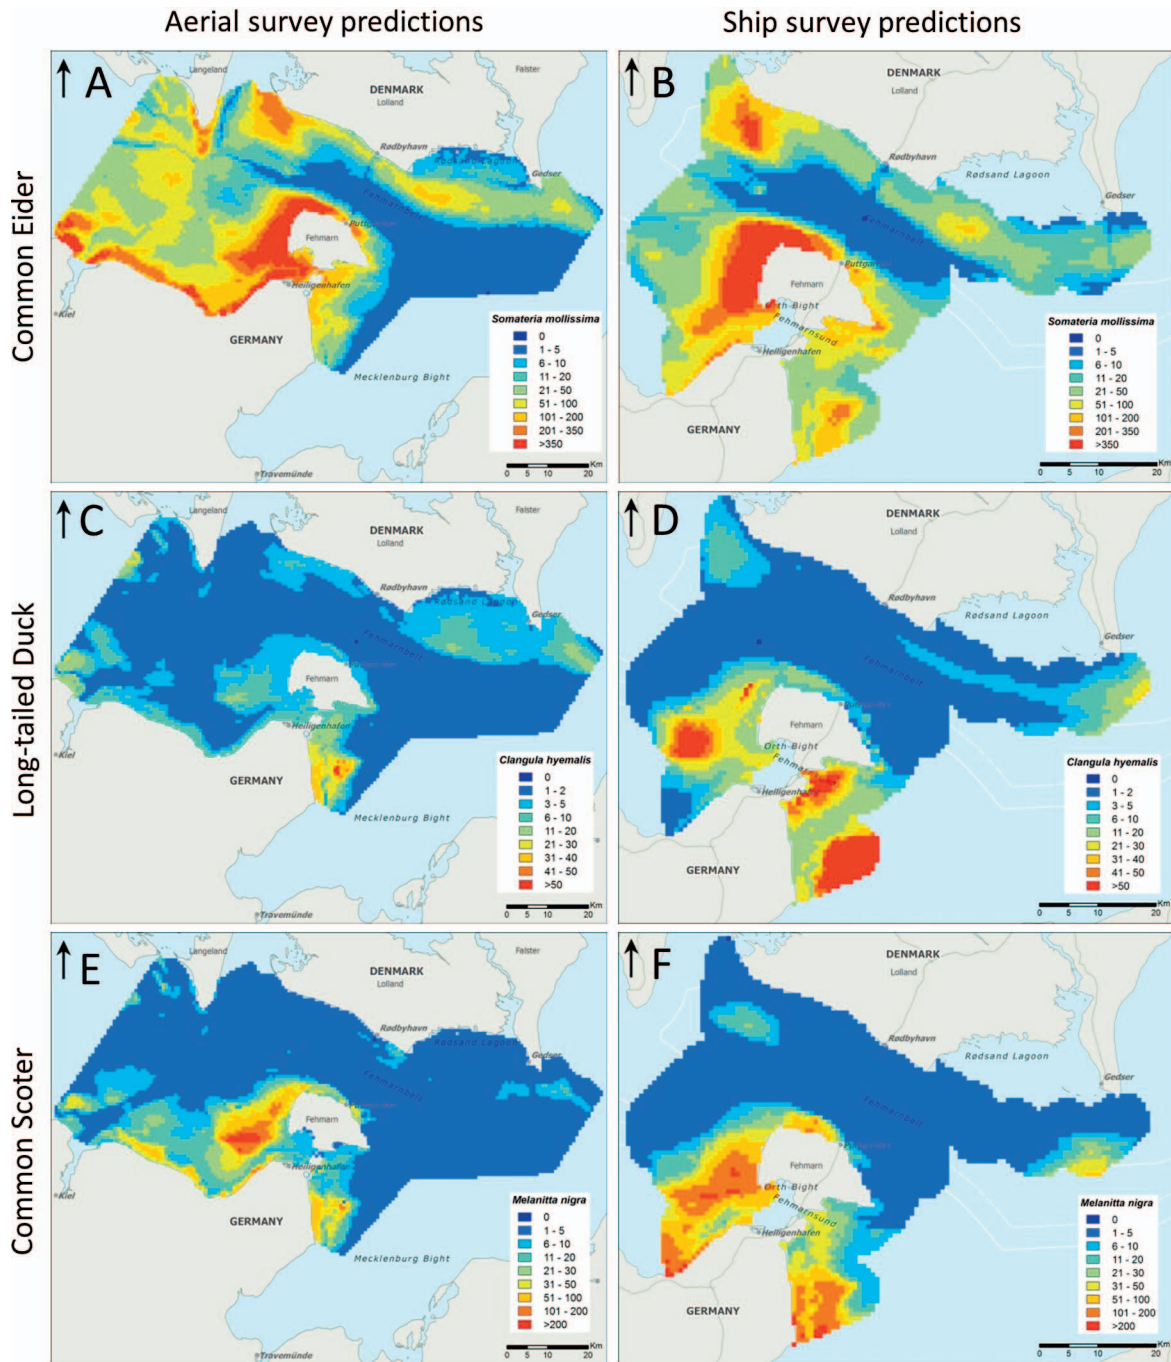 Aerial survey predictions
Ship survey predictions
Common Eider
A
Langeland
DENMARK
Lolland
Falster
Rødbyhavn
Rødsand Lagoon
Gedser
Fehmarnbelt
Fehmarn
Heiligenhafen
Kiel
GERMANY
Mecklenburg Bight
Travemünde
Somateria mollissima
0
1 - 5
6 - 10
11 - 20
21 - 50
51 - 100
101 - 200
201 - 350
>350
Km
0 5 10 20
B
DENMARK
Lolland
Rødbyhavn
Rødsand Lagoon
Gedser
Fehmarnbelt
Puttgarden
Fehmarn
Orth Bight
Fehmarnsund
Heiligenhafen
GERMANY
Somateria mollissima
0
1 - 5
6 - 10
11 - 20
21 - 50
51 - 100
101 - 200
201 - 350
>350
Km
0 5 10 20
Long-tailed Duck
C
Langeland
DENMARK
Lolland
Falster
Rødbyhavn
Rødsand Lagoon
Gedser
Fehmarnbelt
Fehmarn
Heiligenhafen
Kiel
GERMANY
Mecklenburg Bight
Travemünde
Clangula hyemalis
0
1 - 2
3 - 5
6 - 10
11 - 20
21 - 30
31 - 40
41 - 50
>50
Km
0 5 10 20
D
DENMARK
Lolland
Rødbyhavn
Rødsand Lagoon
Gedser
Fehmarnbelt
Fehmarn
Orth Bight
Heiligenhafen
GERMANY
Clangula hyemalis
0
1 - 2
3 - 5
6 - 10
11 - 20
21 - 30
31 - 40
41 - 50
>50
Km
0 5 10 20
Common Scoter
E
Langeland
DENMARK
Lolland
Falster
Rødbyhavn
Rødsand Lagoon
Gedser
Fehmarnbelt
Fehmarn
Heiligenhafen
Kiel
GERMANY
Mecklenburg Bight
Melanitta nigra
0
1 - 5
6 - 10
11 - 20
21 - 30
31 - 50
51 - 100
101 - 200
>200
Km
0 5 10 20
F
DENMARK
Lolland
Rødbyhavn
Rødsand Lagoon
Gedser
Fehmarnbelt
Fehmarn
Orth Bight
Fehmarnsund
Heiligenhafen
GERMANY
Melanitta nigra
0
1 - 5
6 - 10
11 - 20
21 - 30
31 - 50
51 - 100
101 - 200
>200
Km
0 5 10 20